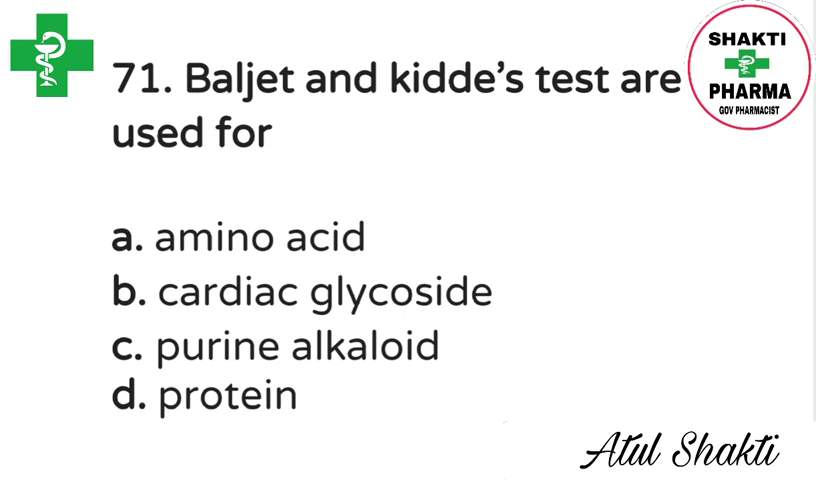 SHAKTI
PHARMA
GOV PHARMACIST
71. Baljet and kidde's test are
used for
a. amino acid
b. cardiac glycoside
c. purine alkaloid
d. protein
Atul Shakti